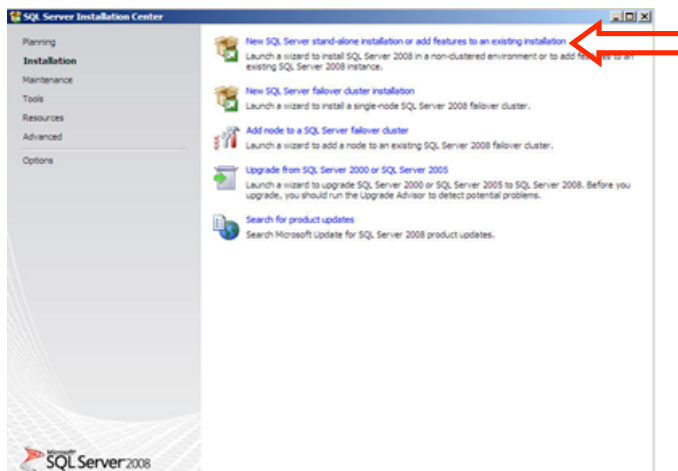 SQL Server Installation Center
Planning
Installation
Maintenance
Tools
Resources
Advanced
Options
New SQL Server stand-alone installation or add features to an existing installation
Launch a wizard to install SQL Server 2008 in a non-clustered environment or to add features to an
existing SQL Server 2008 instance.
New SQL Server failover cluster installation
Launch a wizard to install a single-node SQL Server 2008 failover cluster.
Add node to a SQL Server failover cluster
Launch a wizard to add a node to an existing SQL Server 2008 failover cluster.
Upgrade from SQL Server 2000 or SQL Server 2005
Launch a wizard to upgrade SQL Server 2000 or SQL Server 2005 to SQL Server 2008. Before you
upgrade, you should run the Upgrade Advisor to detect potential problems.
Search for product updates
Search Microsoft Update for SQL Server 2008 product updates.
Microsoft
SQL Server 2008